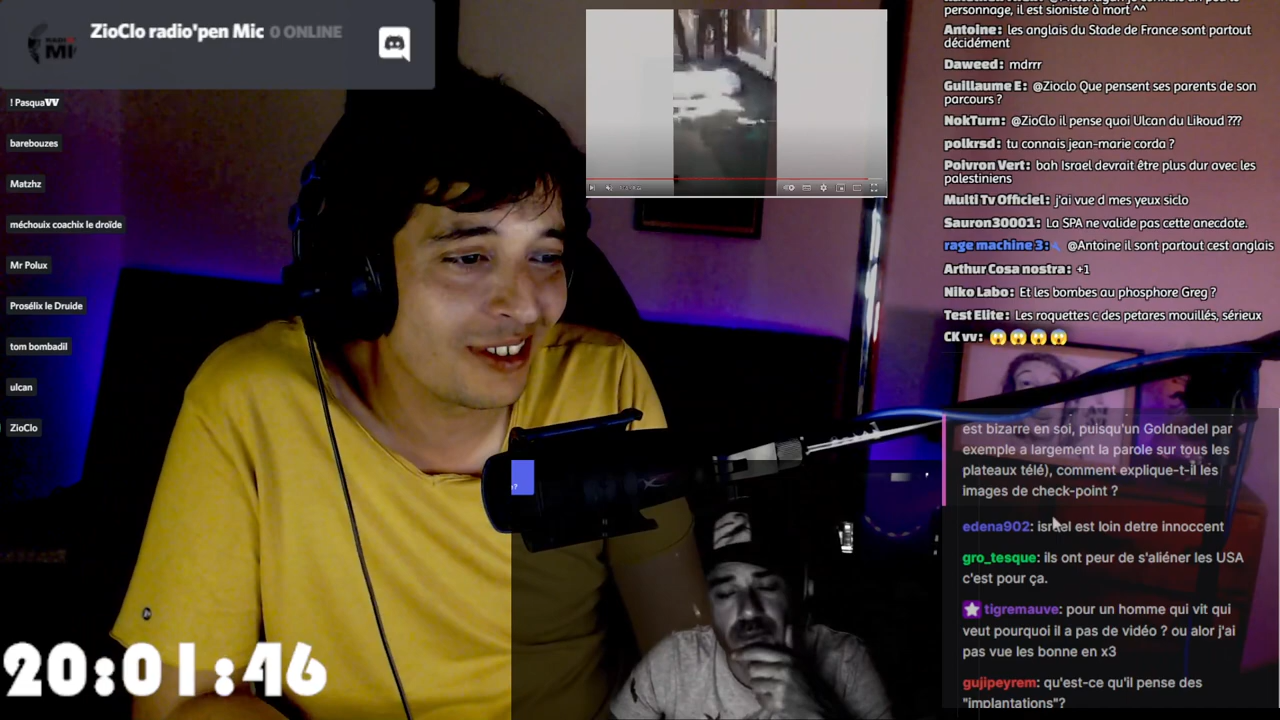 ZioClo radio'pen Mic 0 ONLINE
MI
! PasquaVV
barebouzes
Matzhz
méchouix coachix le droïde
Mr Polux
Prosélix le Druide
tom bombadil
ulcan
ZioClo
20:01:46
personnage, il est sioniste à mort ^^
Antoine: les anglais du Stade de France sont partout
décidément
Daweed: mdrrr
Guillaume E: @Zioclo Que pensent ses parents de son
parcours ?
NokTurn: @ZioClo il pense quoi Ulcan du Likoud ???
polkrsd: tu connais jean-marie corda ?
Poivron Vert: bah Israel devrait être plus dur avec les
palestiniens
Multi Tv Officiel: j'ai vue d mes yeux siclo
Sauron30001: La SPA ne valide pas cette anecdote.
rage machine 3: @Antoine il sont partout cest anglais
Arthur Cosa nostra: +1
Niko Labo: Et les bombes au phosphore Greg ?
Test Elite: Les roquettes c des petares mouillés, sérieux
CK vv: 😱 😱 😱 😱
est bizarre en soi, puisqu'un Goldnadel par
exemple a largement la parole sur tous les
plateaux télé), comment explique-t-il les
images de check-point ?
edena902: israel est loin detre innoccent
gro_tesque: ils ont peur de s'aliéner les USA
c'est pour ça.
tigremauve: pour un homme qui vit qui
veut pourquoi il a pas de vidéo ? ou alor j'ai
pas vue les bonne en x3
gujipeyrem: qu'est-ce qu'il pense des
"implantations"?